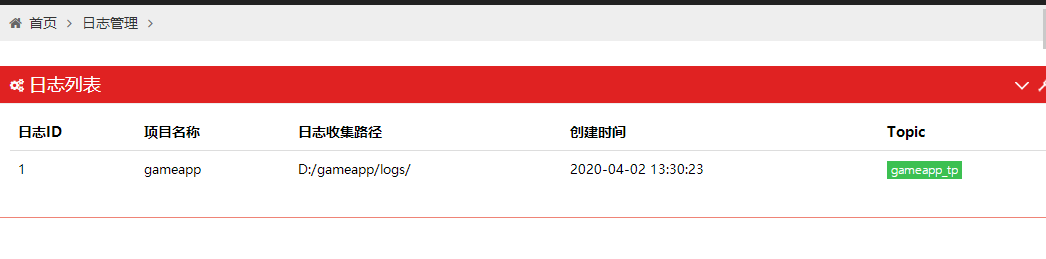 首页 > 日志管理 >
日志列表
日志ID 项目名称 日志收集路径 创建时间 Topic
1 gameapp D:/gameapp/logs/ 2020-04-02 13:30:23 gameapp_tp